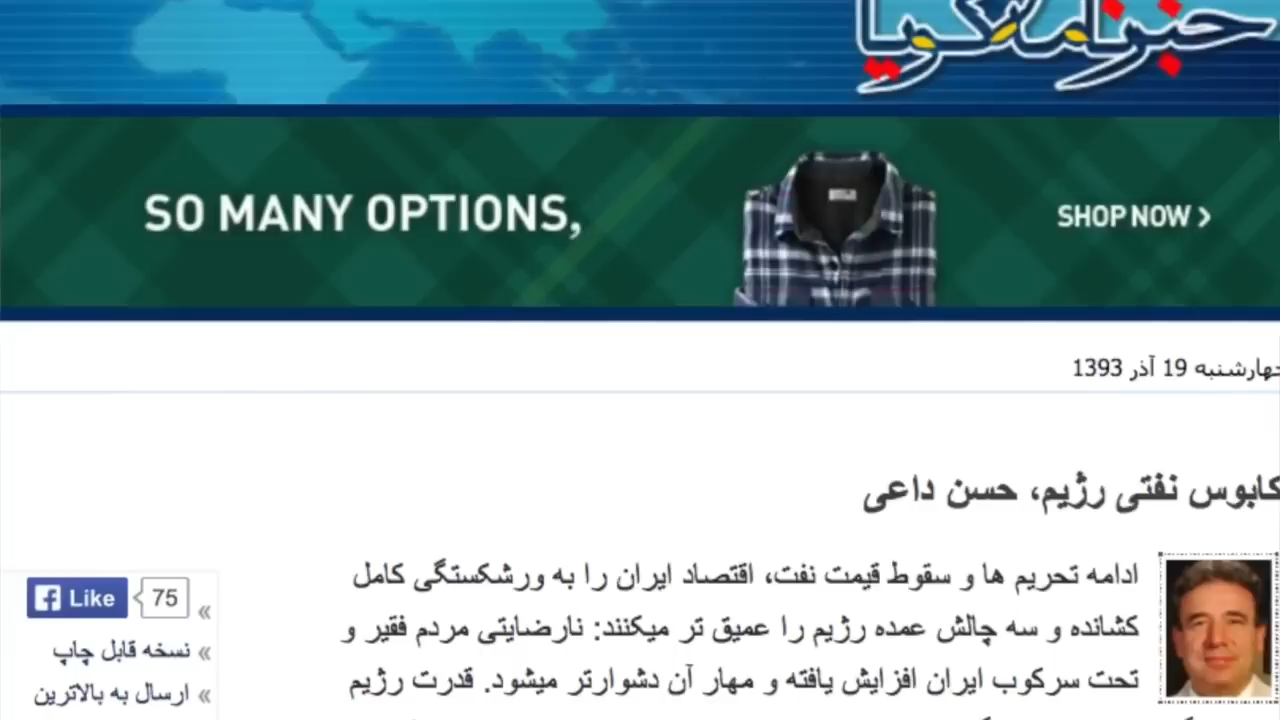 خبرنامه گویا
SO MANY OPTIONS,
SHOP NOW >
چهارشنبه 19 آذر 1393
کابوس نفتی رژیم، حسن داعی
ادامه تحریم ها و سقوط قیمت نفت، اقتصاد ایران را به ورشکستگی کامل
کشانده و سه چالش عمده رژیم را عمیق تر میکنند: نارضایتی مردم فقیر و
تحت سرکوب ایران افزایش یافته و مهار آن دشوارتر میشود. قدرت رژیم
Like 75
» نسخه قابل چاپ
» ارسال به بالاترین